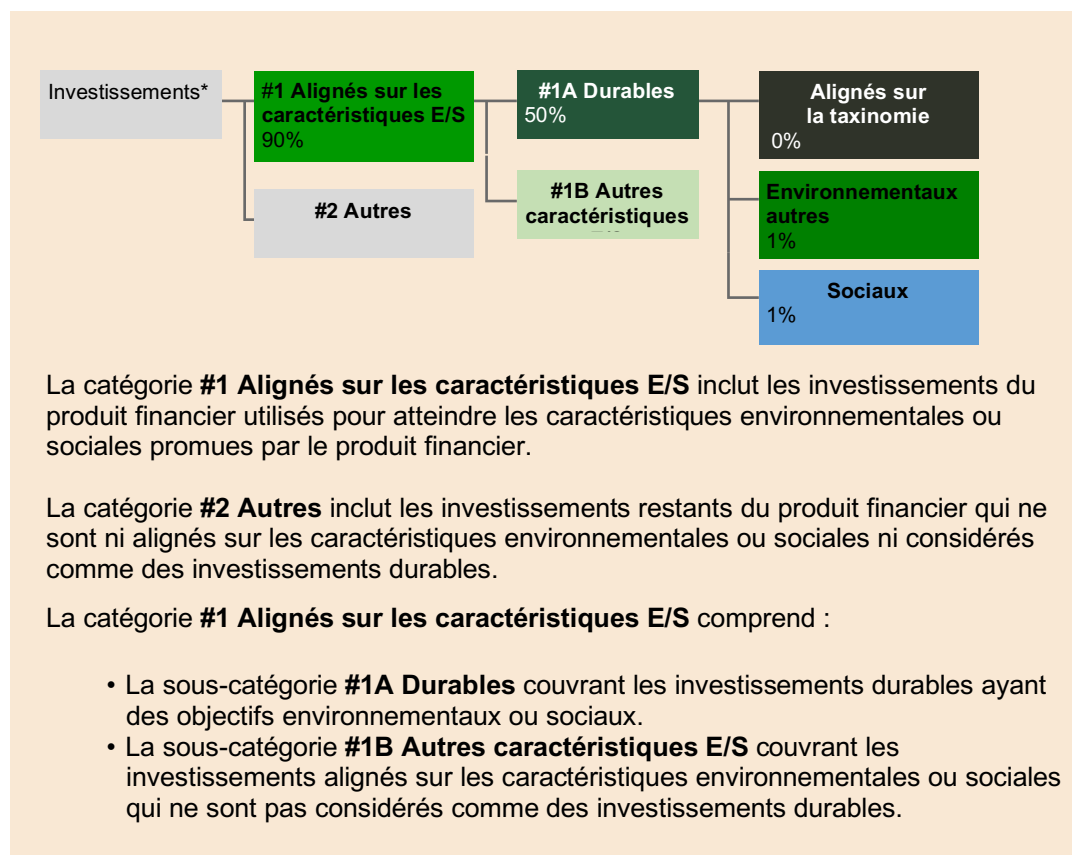 Investissements*
#1 Alignés sur les
caractéristiques E/S
90%
#2 Autres
#1A Durables
50%
#1B Autres
caractéristiques
Alignés sur
la taxinomie
0%
Environnementaux
autres
1%
Sociaux
1%
La catégorie #1 Alignés sur les caractéristiques E/S inclut les investissements du
produit financier utilisés pour atteindre les caractéristiques environnementales ou
sociales promues par le produit financier.
La catégorie #2 Autres inclut les investissements restants du produit financier qui ne
sont ni alignés sur les caractéristiques environnementales ou sociales ni considérés
comme des investissements durables.
La catégorie #1 Alignés sur les caractéristiques E/S comprend :
• La sous-catégorie #1A Durables couvrant les investissements durables ayant
des objectifs environnementaux ou sociaux.
• La sous-catégorie #1B Autres caractéristiques E/S couvrant les
investissements alignés sur les caractéristiques environnementales ou sociales
qui ne sont pas considérés comme des investissements durables.